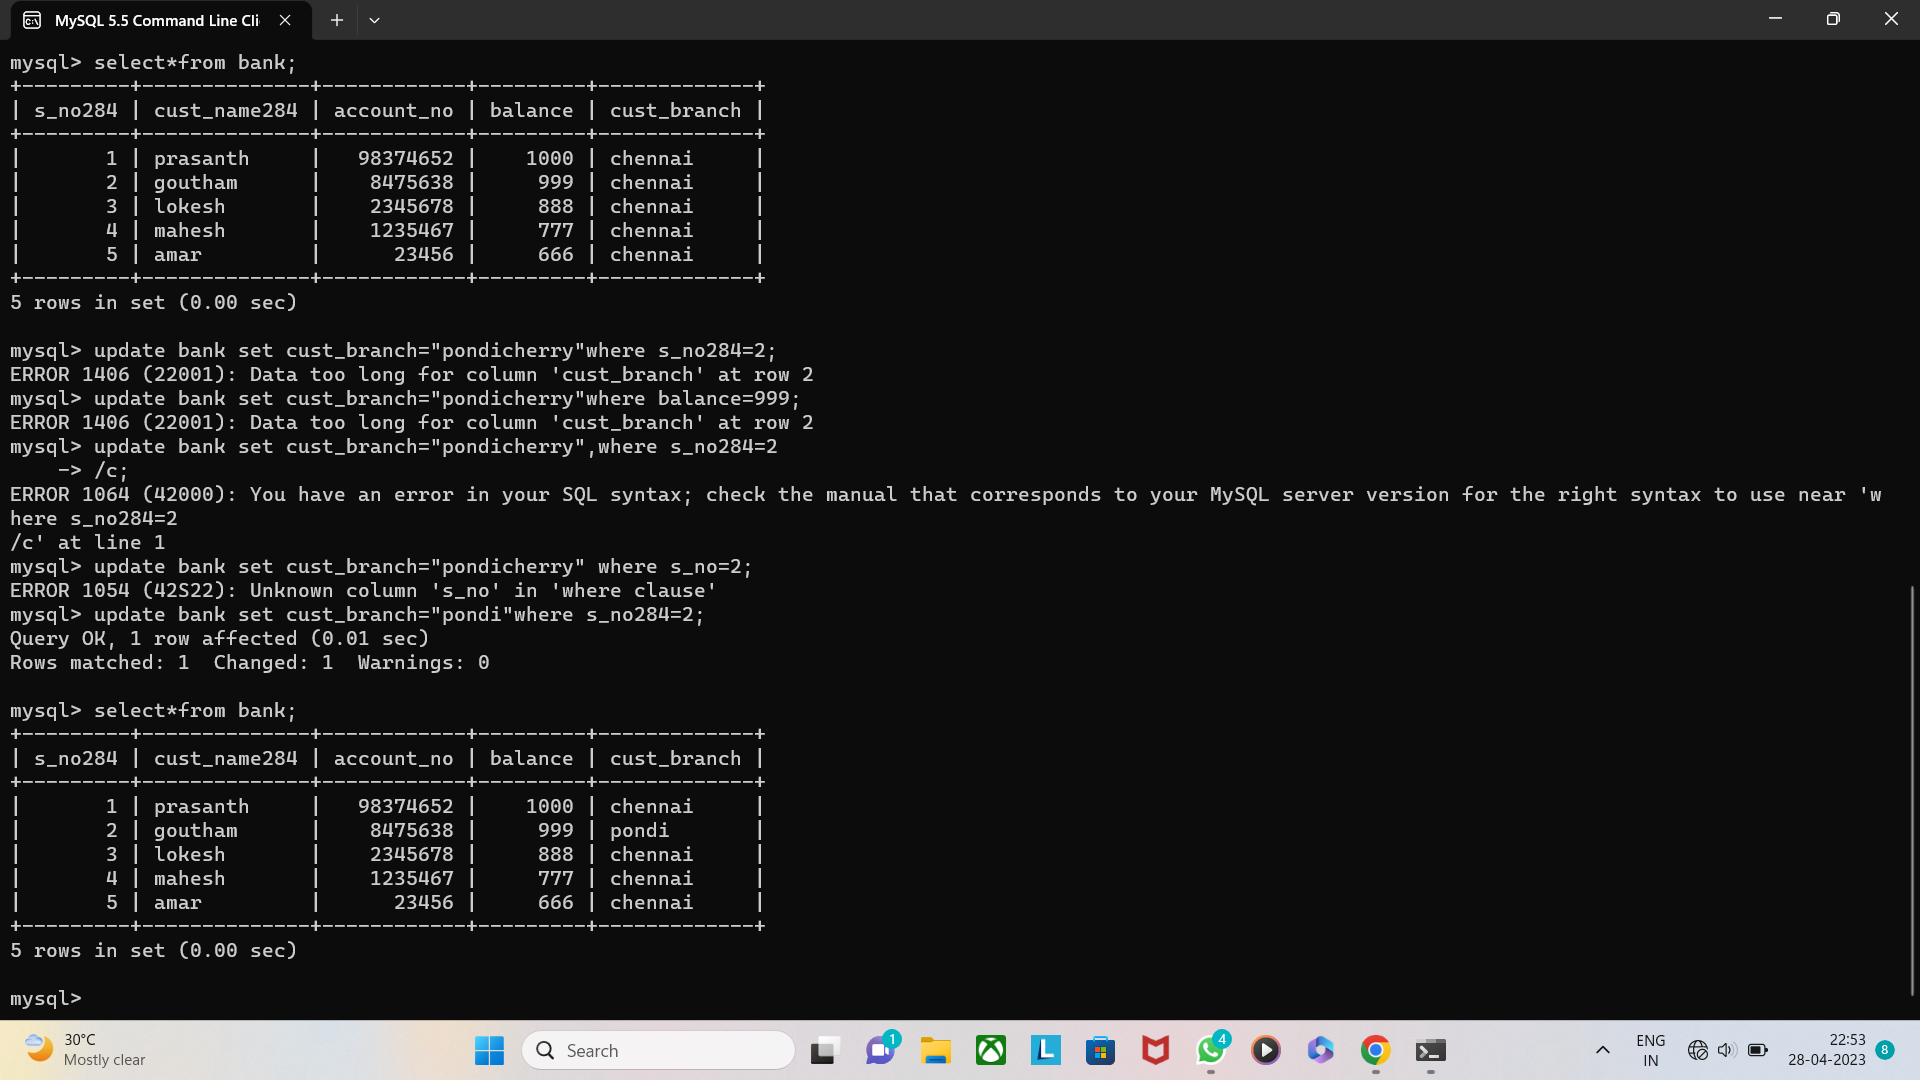 MySQL 5.5 Command Line Cli
mysql> select*from bank;
+---------+--------------+------------+---------+-------------+
| s_no284 | cust_name284 | account_no | balance | cust_branch |
+---------+--------------+------------+---------+-------------+
|       1 | prasanth     |   98374652 |    1000 | chennai     |
|       2 | goutham      |    8475638 |     999 | chennai     |
|       3 | lokesh       |    2345678 |     888 | chennai     |
|       4 | mahesh       |    1235467 |     777 | chennai     |
|       5 | amar         |      23456 |     666 | chennai     |
+---------+--------------+------------+---------+-------------+
5 rows in set (0.00 sec)
mysql> update bank set cust_branch="pondicherry"where s_no284=2;
ERROR 1406 (22001): Data too long for column 'cust_branch' at row 2
mysql> update bank set cust_branch="pondicherry"where balance=999;
ERROR 1406 (22001): Data too long for column 'cust_branch' at row 2
mysql> update bank set cust_branch="pondicherry",where s_no284=2
    -> /c;
ERROR 1064 (42000): You have an error in your SQL syntax; check the manual that corresponds to your MySQL server version for the right syntax to use near 'w
here s_no284=2
/c' at line 1
mysql> update bank set cust_branch="pondicherry" where s_no=2;
ERROR 1054 (42S22): Unknown column 's_no' in 'where clause'
mysql> update bank set cust_branch="pondi"where s_no284=2;
Query OK, 1 row affected (0.01 sec)
Rows matched: 1  Changed: 1  Warnings: 0
mysql> select*from bank;
+---------+--------------+------------+---------+-------------+
| s_no284 | cust_name284 | account_no | balance | cust_branch |
+---------+--------------+------------+---------+-------------+
|       1 | prasanth     |   98374652 |    1000 | chennai     |
|       2 | goutham      |    8475638 |     999 | pondi       |
|       3 | lokesh       |    2345678 |     888 | chennai     |
|       4 | mahesh       |    1235467 |     777 | chennai     |
|       5 | amar         |      23456 |     666 | chennai     |
+---------+--------------+------------+---------+-------------+
5 rows in set (0.00 sec)
mysql>
30°C
Mostly clear
Search
1
L
4
ENG
IN
22:53
28-04-2023
8